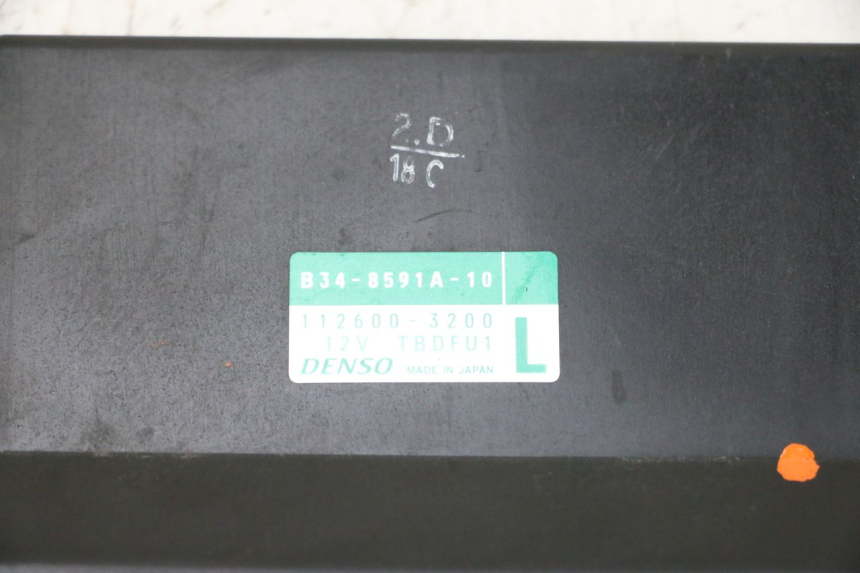 2.D
18C
B34-8591A-10
112600-3200
12V TBDFU1
L
DENSO MADE IN JAPAN